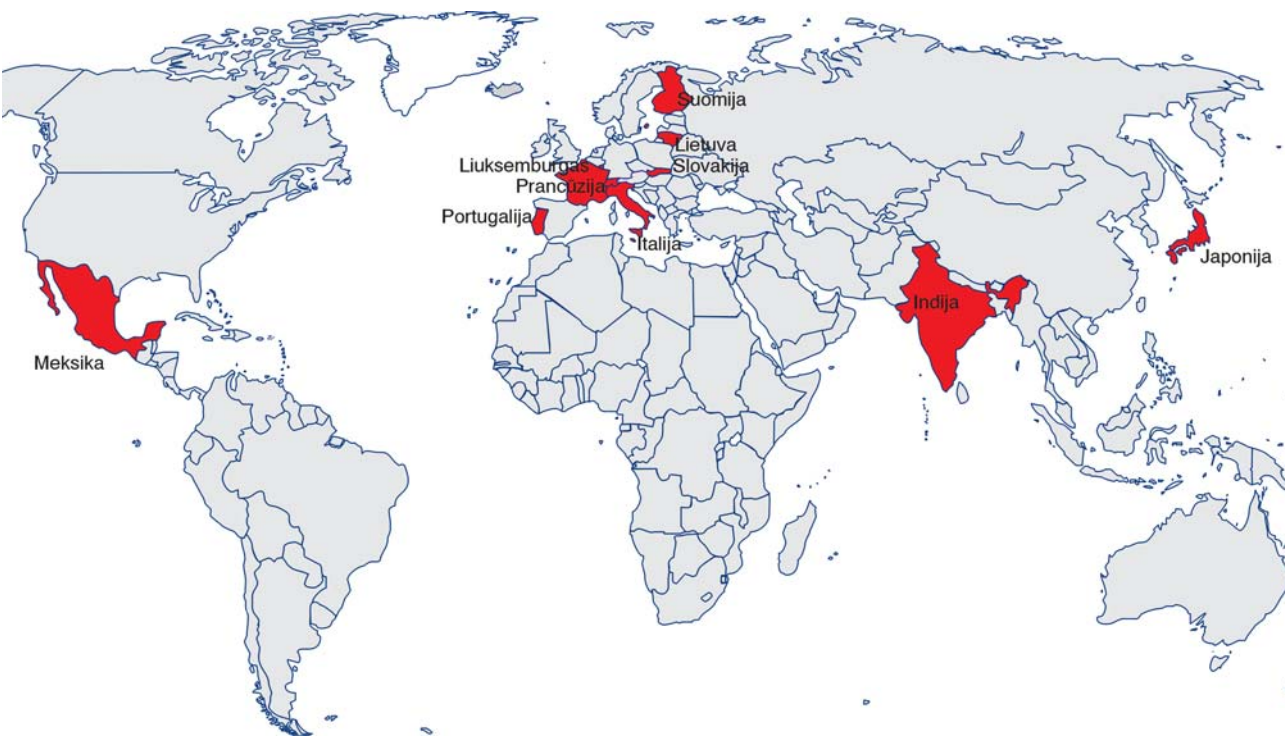 Suomija
Lietuva
Liuksemburgas
Slovakija
Prancūzija
Portugalija
Italija
Japonija
Indija
Meksika